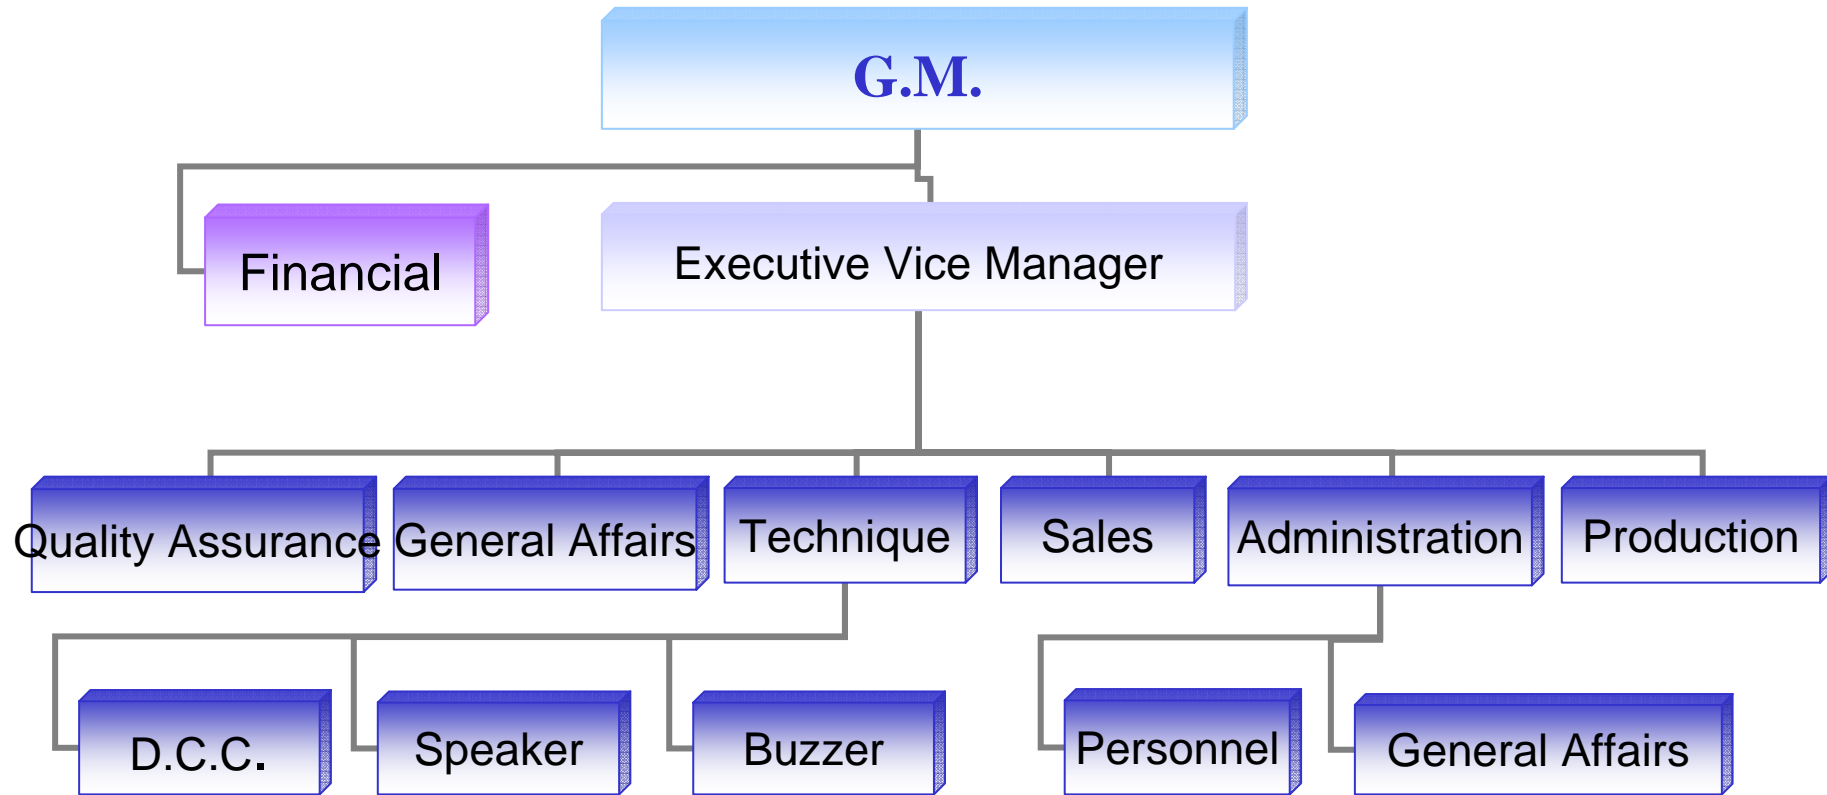 G.M.
Financial
Executive Vice Manager
Quality Assurance
General Affairs
Technique
Sales
Administration
Production
D.C.C.
Speaker
Buzzer
Personnel
General Affairs